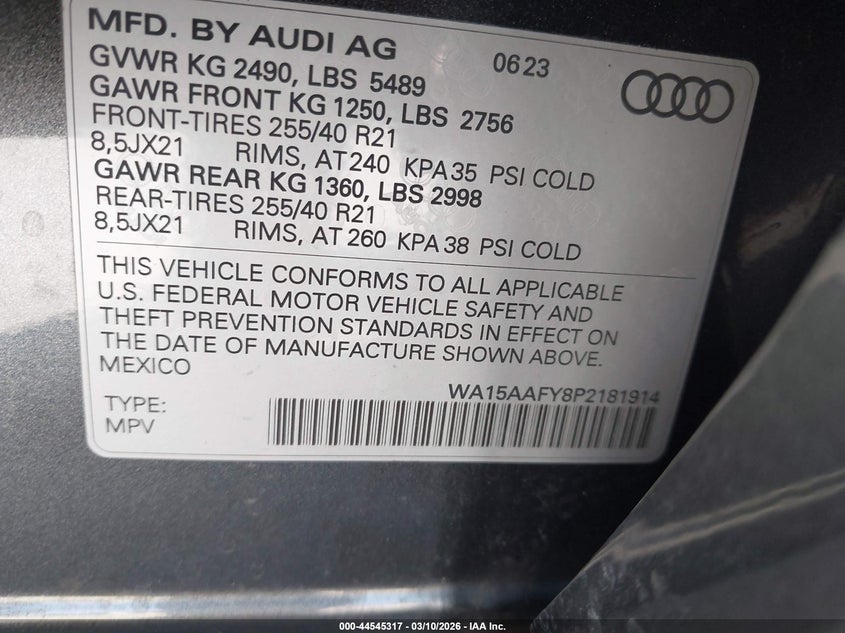 MFD. BY AUDI AG 0623
GVWR KG 2490, LBS 5489
GAWR FRONT KG 1250, LBS 2756
FRONT-TIRES 255/40 R21
8,5JX21 RIMS, AT 240 KPA 35 PSI COLD
GAWR REAR KG 1360, LBS 2998
REAR-TIRES 255/40 R21
8,5JX21 RIMS, AT 260 KPA 38 PSI COLD
THIS VEHICLE CONFORMS TO ALL APPLICABLE
U.S. FEDERAL MOTOR VEHICLE SAFETY AND
THEFT PREVENTION STANDARDS IN EFFECT ON
THE DATE OF MANUFACTURE SHOWN ABOVE.
MEXICO
WA15AAFY8P2181914
TYPE:
MPV
000-44545317 - 03/10/2026 - IAA Inc.